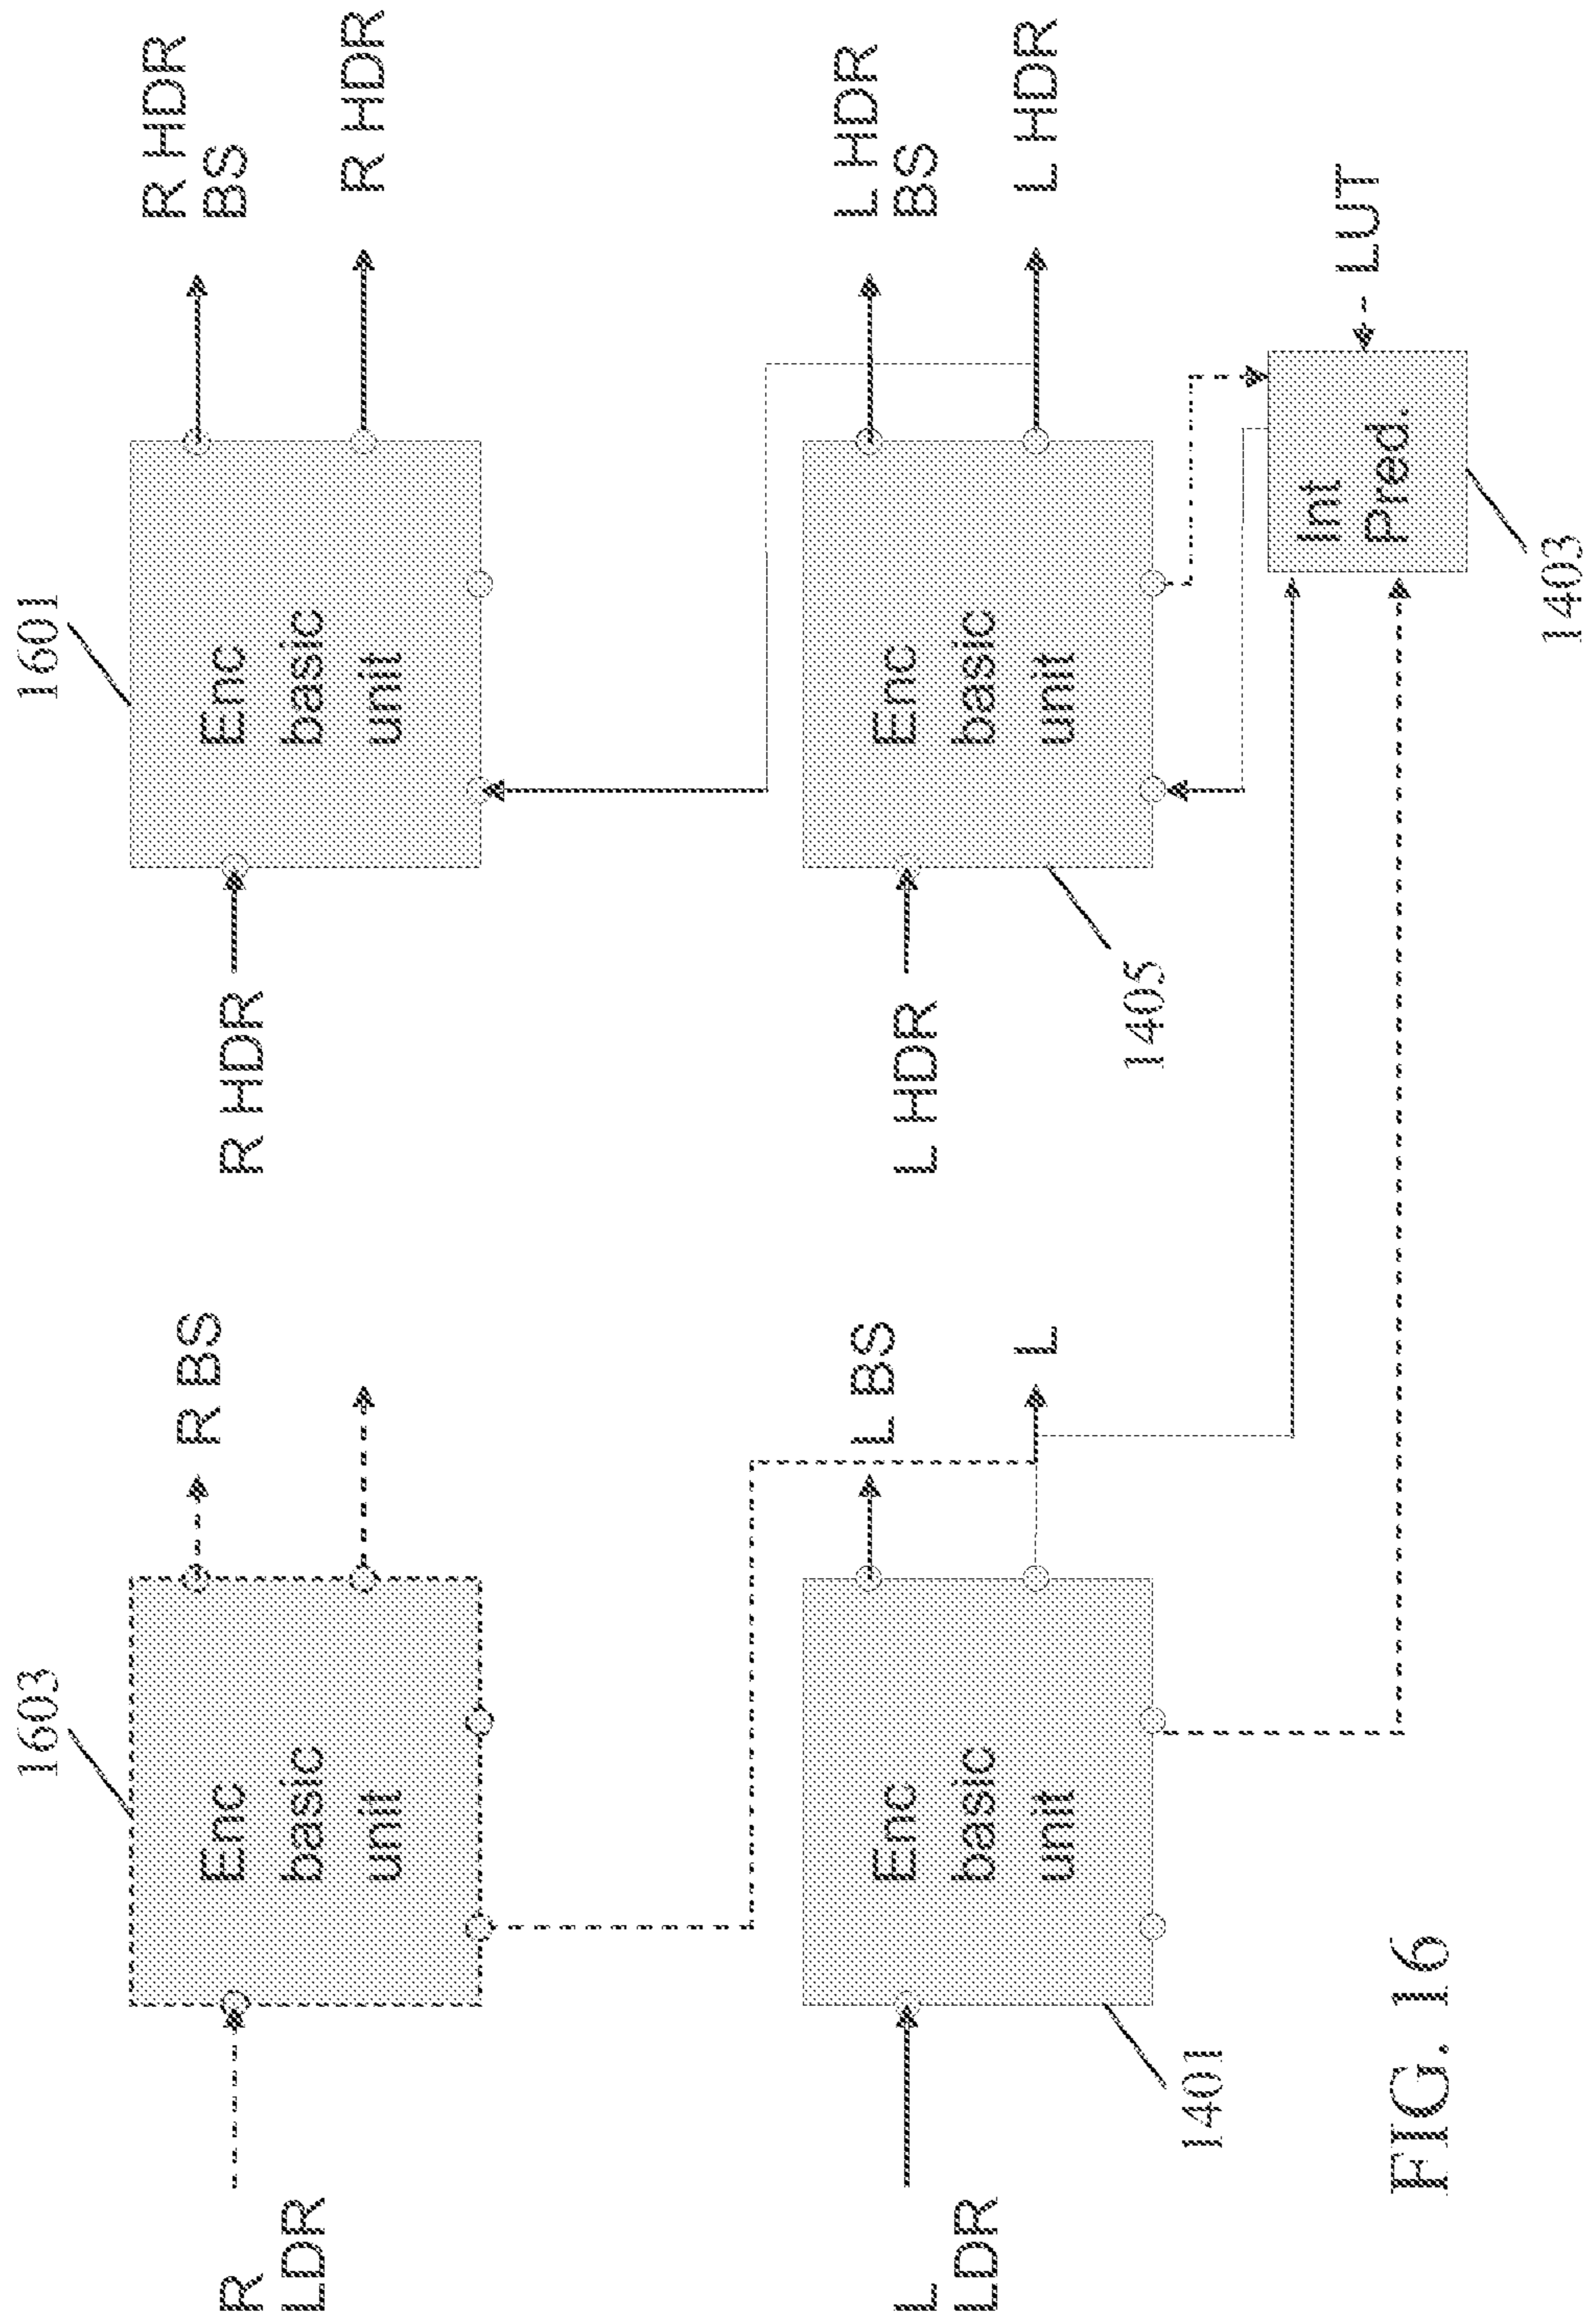 1603
1601
R
LDR
Enc
basic
unit
R BS
R HDR
Enc
basic
unit
R HDR
BS
R HDR
L
LDR
Enc
basic
unit
L BS
L
L HDR
Enc
basic
unit
L HDR
BS
L HDR
1401
1405
Int
Pred.
LUT
1403
FIG. 16